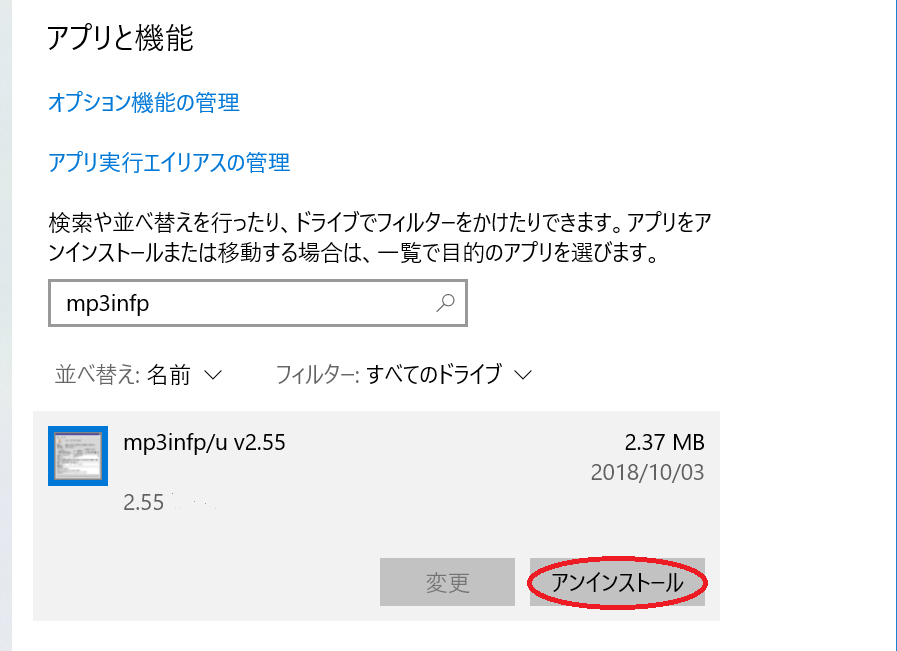 アプリと機能
オプション機能の管理
アプリ実行エイリアスの管理
検索や並べ替えを行ったり、ドライブでフィルターをかけたりできます。アプリをア
ンインストールまたは移動する場合は、一覧で目的のアプリを選びます。
mp3infp
並べ替え: 名前 フィルター: すべてのドライブ
mp3infp/u v2.55 2.37 MB
2018/10/03
2.55
変更 アンインストール